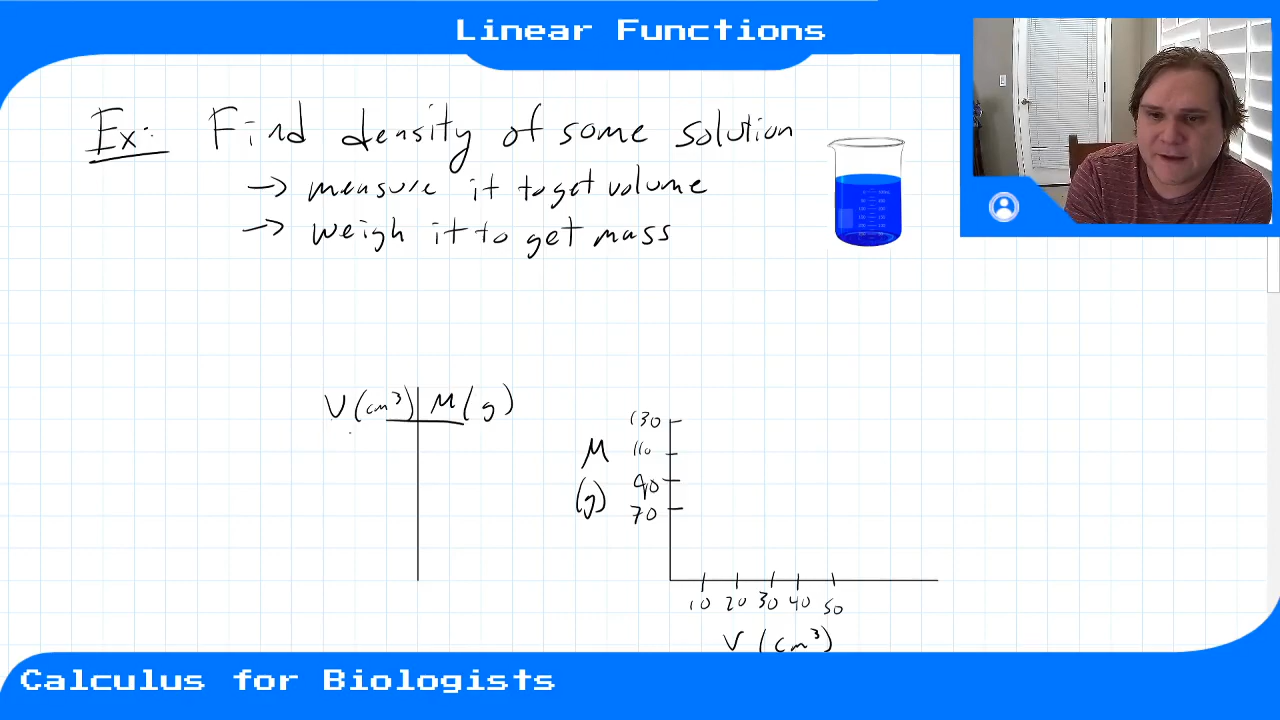 Linear Functions
Ex: Find density of some solution
→ measure it to get volume
→ weigh it to get mass
V (cm³) M (g)
M
(g)
130
110
90
70
10 20 30 40 50
V (cm³)
Calculus for Biologists